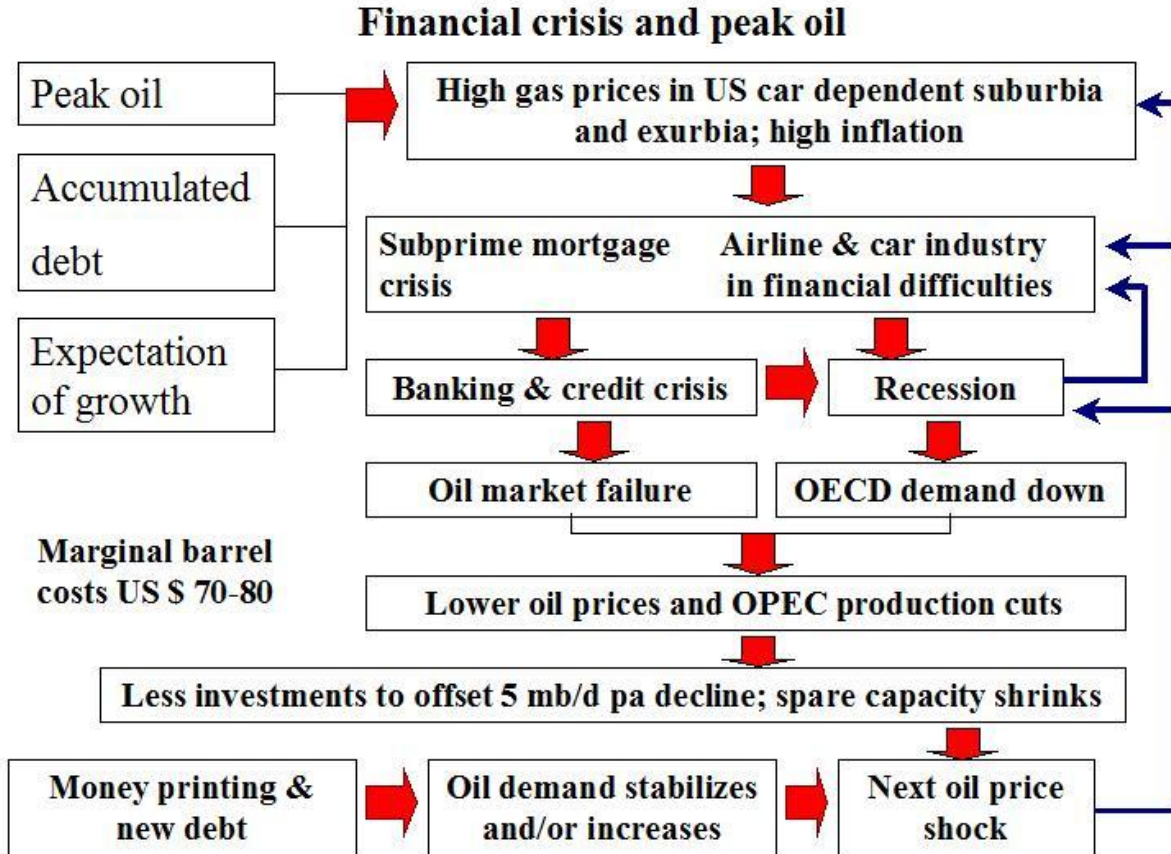 Financial crisis and peak oil
Peak oil
Accumulated
debt
Expectation
of growth
High gas prices in US car dependent suburbia
and exurbia; high inflation
Subprime mortgage
crisis
Airline & car industry
in financial difficulties
Banking & credit crisis
Recession
Oil market failure
OECD demand down
Marginal barrel
costs US $ 70-80
Lower oil prices and OPEC production cuts
Less investments to offset 5 mb/d pa decline; spare capacity shrinks
Money printing &
new debt
Oil demand stabilizes
and/or increases
Next oil price
shock